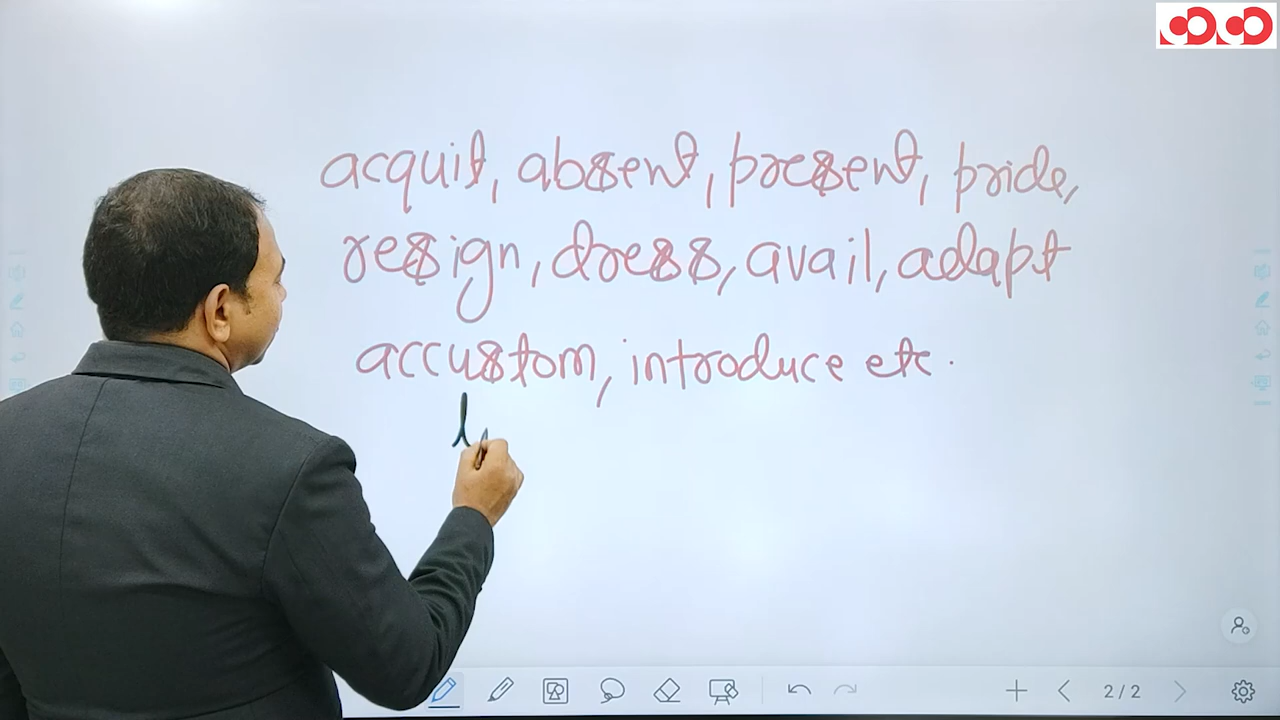 acquit, absent, present, pride,
resign, dress, avail, adapt
accustom, introduce etc.
2/2